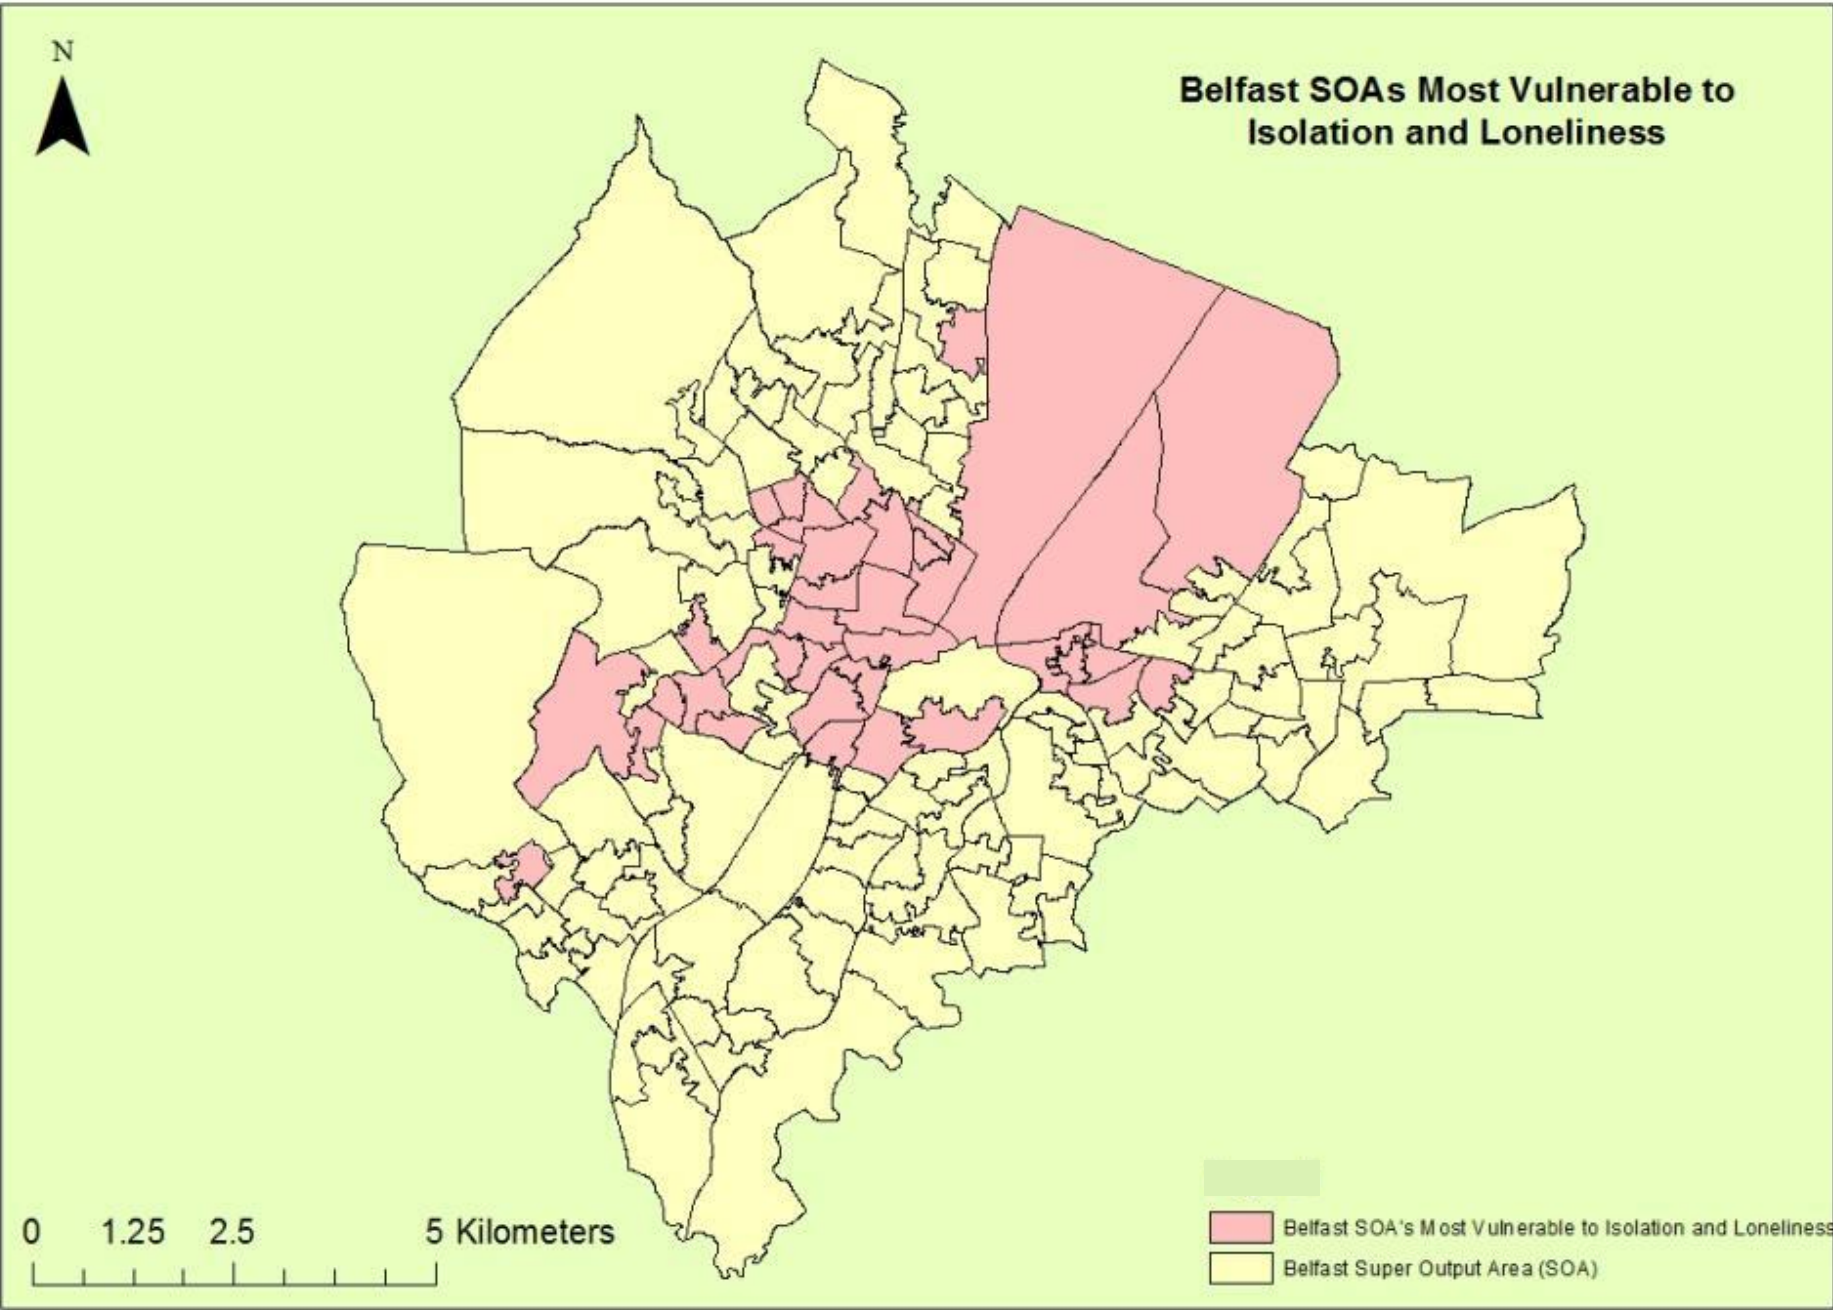 N
Belfast SOAs Most Vulnerable to
Isolation and Loneliness
0 1.25 2.5 5 Kilometers
Belfast SOA's Most Vulnerable to Isolation and Loneliness
Belfast Super Output Area (SOA)